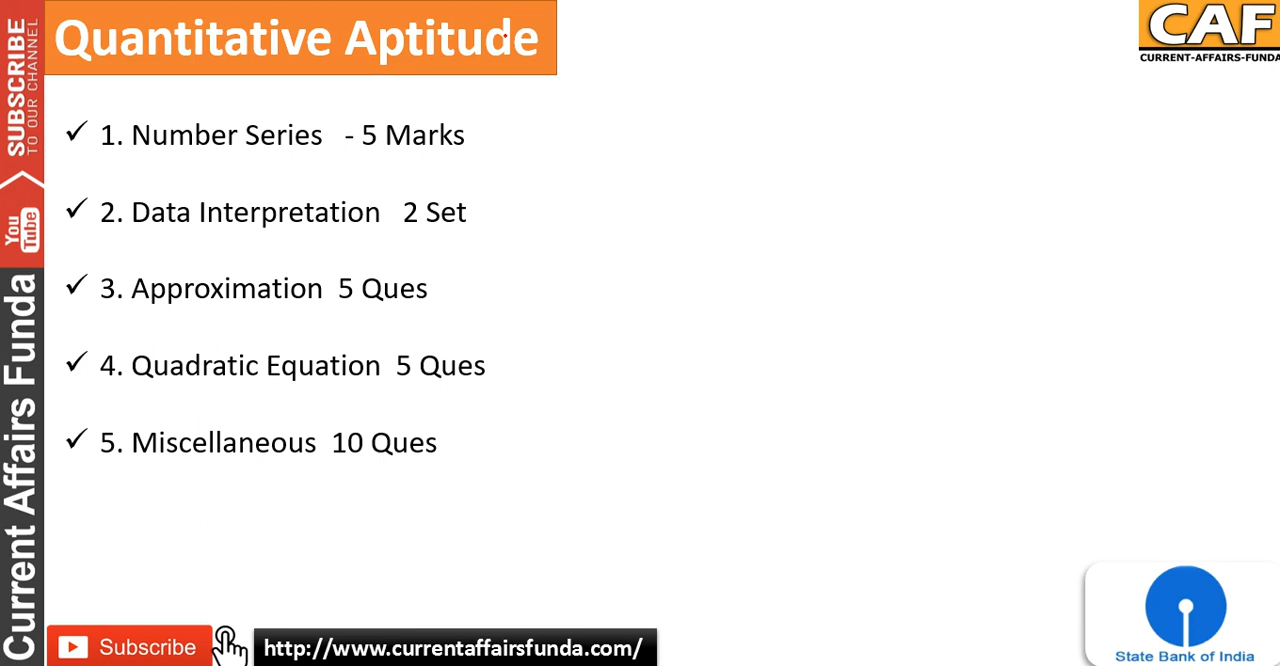 Quantitative Aptitude
CAF
CURRENT-AFFAIRS-FUNDA
SUBSCRIBE
TO OUR CHANNEL
You
Tube
Current Affairs Funda
✓ 1. Number Series - 5 Marks
✓ 2. Data Interpretation 2 Set
✓ 3. Approximation 5 Ques
✓ 4. Quadratic Equation 5 Ques
✓ 5. Miscellaneous 10 Ques
Subscribe
http://www.currentaffairsfunda.com/
State Bank of India